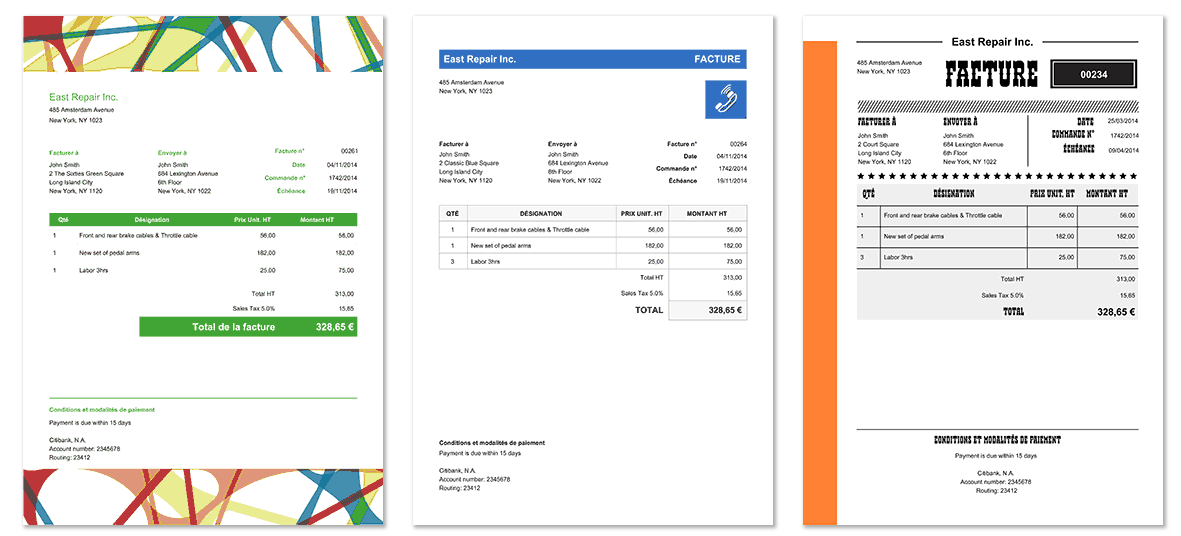 East Repair Inc.
485 Amsterdam Avenue
New York, NY 1023
Facturer à
John Smith
2 The Sixties Green Square
Long Island City
New York, NY 1120
Envoyer à
John Smith
684 Lexington Avenue
6th Floor
New York, NY 1022
Facture n° 00261
Date 04/11/2014
Commande n° 1742/2014
Échéance 19/11/2014
Qté Désignation Prix Unit. HT Montant HT
1 Front and rear brake cables & Throttle cable 56,00 56,00
1 New set of pedal arms 182,00 182,00
1 Labor 3hrs 25,00 75,00
Total HT 313,00
Sales Tax 5.0% 15,65
Total de la facture 328,65 €
Conditions et modalités de paiement
Payment is due within 15 days
Citibank, N.A.
Account number: 2345678
Routing: 23412
East Repair Inc. FACTURE
485 Amsterdam Avenue
New York, NY 1023
Facturer à
John Smith
2 Classic Blue Square
Long Island City
New York, NY 1120
Envoyer à
John Smith
684 Lexington Avenue
6th Floor
New York, NY 1022
Facture n° 00264
Date 04/11/2014
Commande n° 1742/2014
Échéance 19/11/2014
QTÉ DÉSIGNATION PRIX UNIT. HT MONTANT HT
1 Front and rear brake cables & Throttle cable 56,00 56,00
1 New set of pedal arms 182,00 182,00
3 Labor 3hrs 25,00 75,00
Total HT 313,00
Sales Tax 5.0% 15,65
TOTAL 328,65 €
Conditions et modalités de paiement
Payment is due within 15 days
Citibank, N.A.
Account number: 2345678
Routing: 23412
East Repair Inc.
485 Amsterdam Avenue
New York, NY 1023
FACTURE
00234
FACTURER À
John Smith
2 Court Square
Long Island City
New York, NY 1120
ENVOYER À
John Smith
684 Lexington Avenue
6th Floor
New York, NY 1022
DATE 25/03/2014
COMMANDE N° 1742/2014
ÉCHÉANCE 09/04/2014
QTÉ DÉSIGNATION PRIX UNIT. HT MONTANT HT
1 Front and rear brake cables & Throttle cable 56,00 56,00
1 New set of pedal arms 182,00 182,00
3 Labor 3hrs 25,00 75,00
Total HT 313,00
Sales Tax 5.0% 15,65
TOTAL 328,65 €
CONDITIONS ET MODALITÉS DE PAIEMENT
Payment is due within 15 days
Citibank, N.A.
Account number: 2345678
Routing: 23412